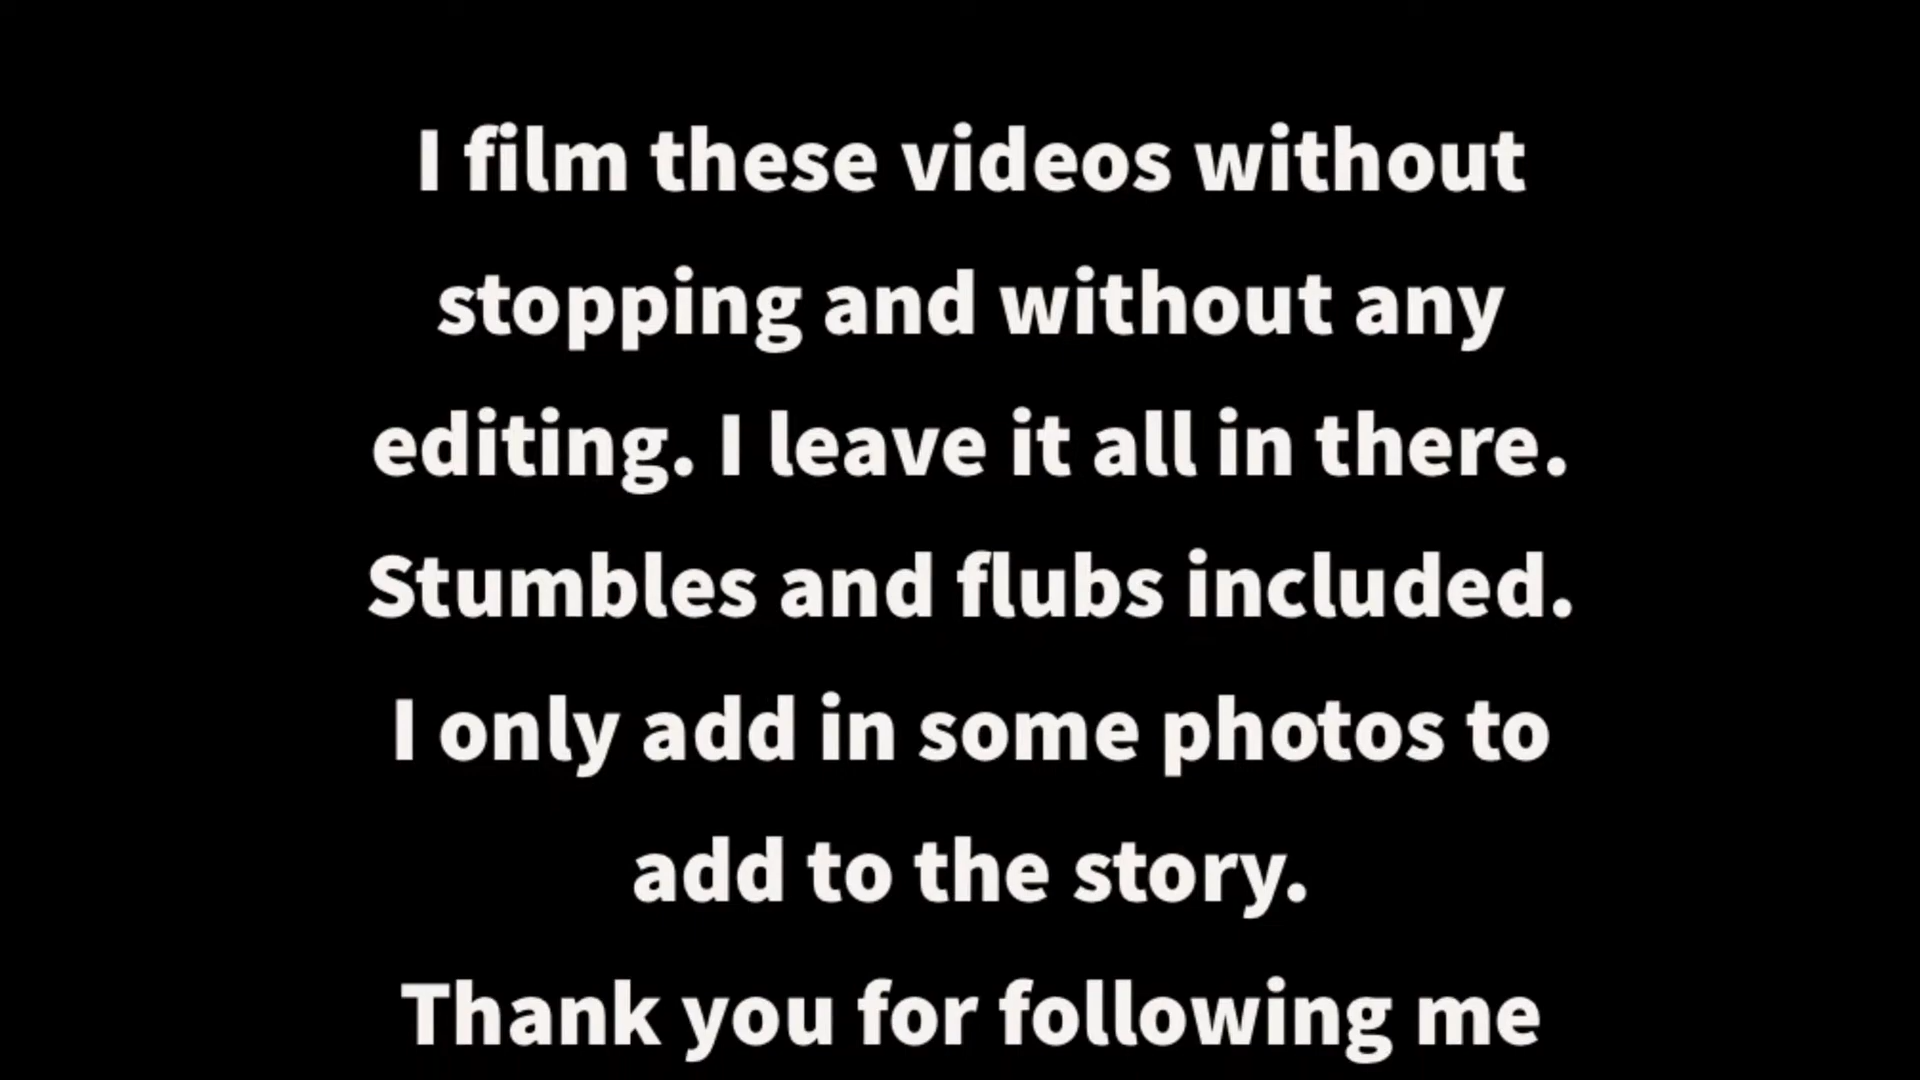 I film these videos without
stopping and without any
editing. I leave it all in there.
Stumbles and flubs included.
I only add in some photos to
add to the story.
Thank you for following me